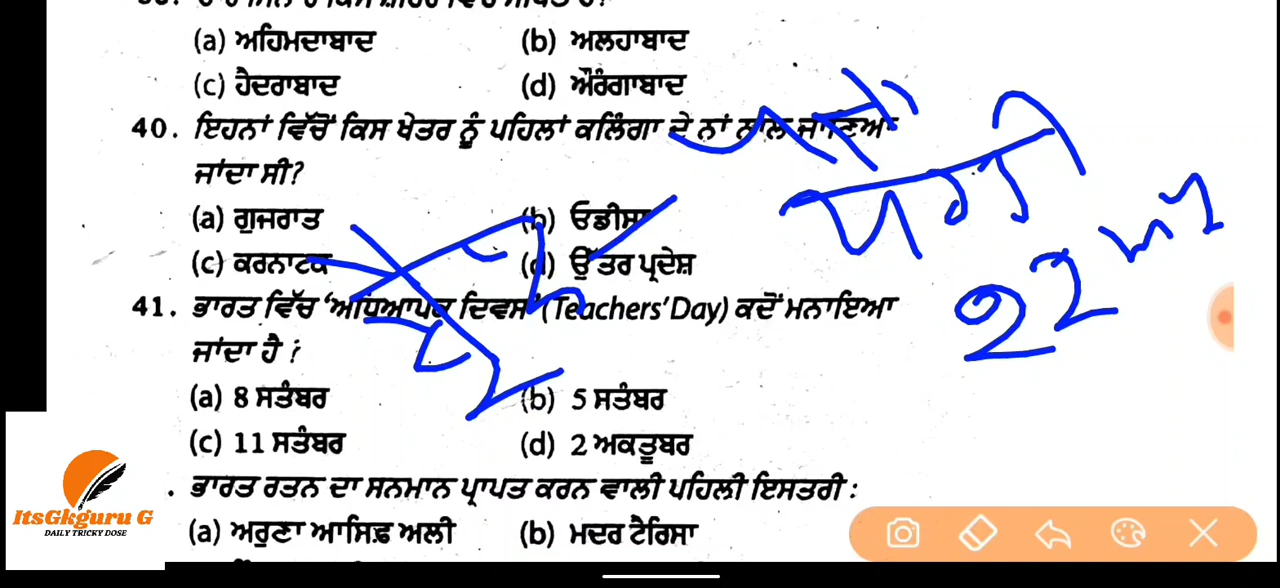 (a) ਅਹਿਮਦਾਬਾਦ (b) ਅਲਹਾਬਾਦ
(c) ਹੈਦਰਾਬਾਦ (d) ਔਰੰਗਾਬਾਦ
40. ਇਹਨਾਂ ਵਿੱਚੋਂ ਕਿਸ ਖੇਤਰ ਨੂੰ ਪਹਿਲਾਂ ਕਲਿੰਗਾ ਦੇ ਨਾਂ ਨਾਲ ਜਾਣਿਆ
ਜਾਂਦਾ ਸੀ?
(a) ਗੁਜਰਾਤ (b) ਓਡੀਸਾ
(c) ਕਰਨਾਟਕ (d) ਉੱਤਰ ਪ੍ਰਦੇਸ਼
41. ਭਾਰਤ ਵਿੱਚ 'ਅਧਿਆਪਕ ਦਿਵਸ' (Teachers' Day) ਕਦੋਂ ਮਨਾਇਆ
ਜਾਂਦਾ ਹੈ ?
(a) 8 ਸਤੰਬਰ (b) 5 ਸਤੰਬਰ
(c) 11 ਸਤੰਬਰ (d) 2 ਅਕਤੂਬਰ
. ਭਾਰਤ ਰਤਨ ਦਾ ਸਨਮਾਨ ਪ੍ਰਾਪਤ ਕਰਨ ਵਾਲੀ ਪਹਿਲੀ ਇਸਤਰੀ :
(a) ਅਰੁਣਾ ਆਸਿਫ਼ ਅਲੀ (b) ਮਦਰ ਟੈਰਿਸਾ
22
ItsGkguru G
DAILY TRICKY DOSE